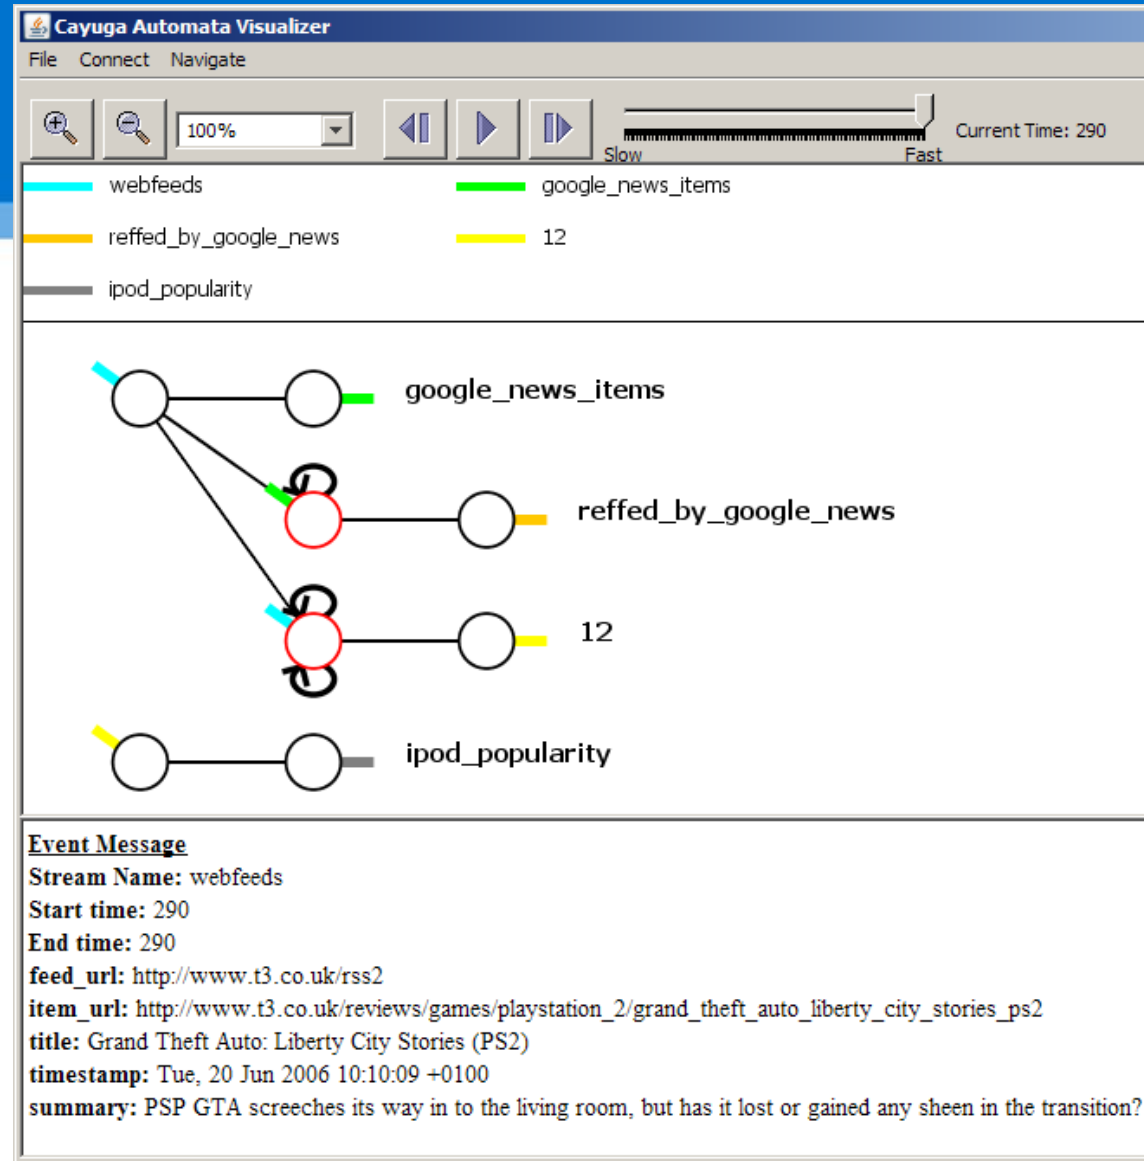 Cayuga Automata Visualizer
File Connect Navigate
100%
Slow
Fast
Current Time: 290
webfeeds
google_news_items
reffed_by_google_news
12
ipod_popularity
google_news_items
reffed_by_google_news
12
ipod_popularity
Event Message
Stream Name: webfeeds
Start time: 290
End time: 290
feed_url: http://www.t3.co.uk/rss2
item_url: http://www.t3.co.uk/reviews/games/playstation_2/grand_theft_auto_liberty_city_stories_ps2
title: Grand Theft Auto: Liberty City Stories (PS2)
timestamp: Tue, 20 Jun 2006 10:10:09 +0100
summary: PSP GTA screeches its way in to the living room, but has it lost or gained any sheen in the transition?